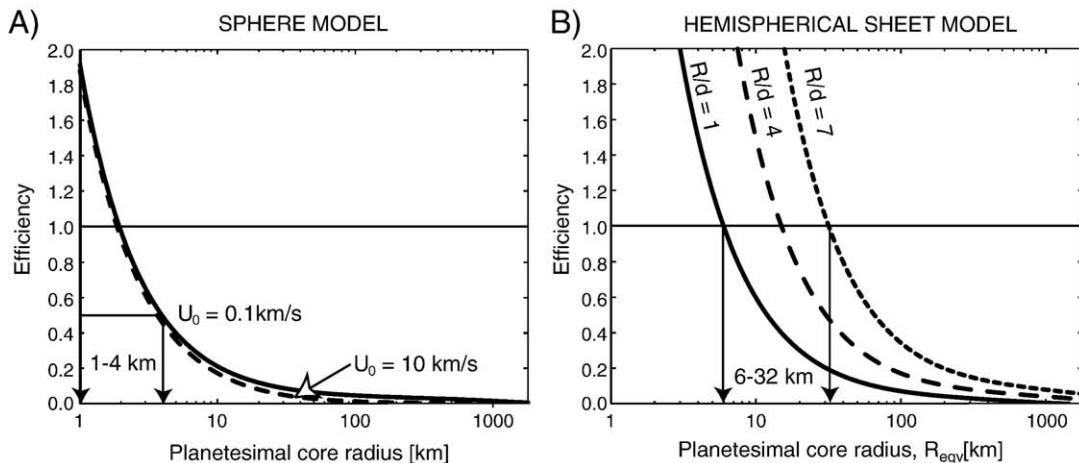 A)
SPHERE MODEL
2.0
1.8
1.6
1.4
1.2
1.0
0.8
0.6
0.4
0.2
0.0
Efficiency
U0 = 0.1km/s
1-4 km
U0 = 10 km/s
1
10
100
1000
Planetesimal core radius [km]
B)
HEMISPHERICAL SHEET MODEL
2.0
1.8
1.6
1.4
1.2
1.0
0.8
0.6
0.4
0.2
0.0
Efficiency
R/d = 1
R/d = 4
R/d = 7
6-32 km
1
10
100
1000
Planetesimal core radius, Reqv[km]